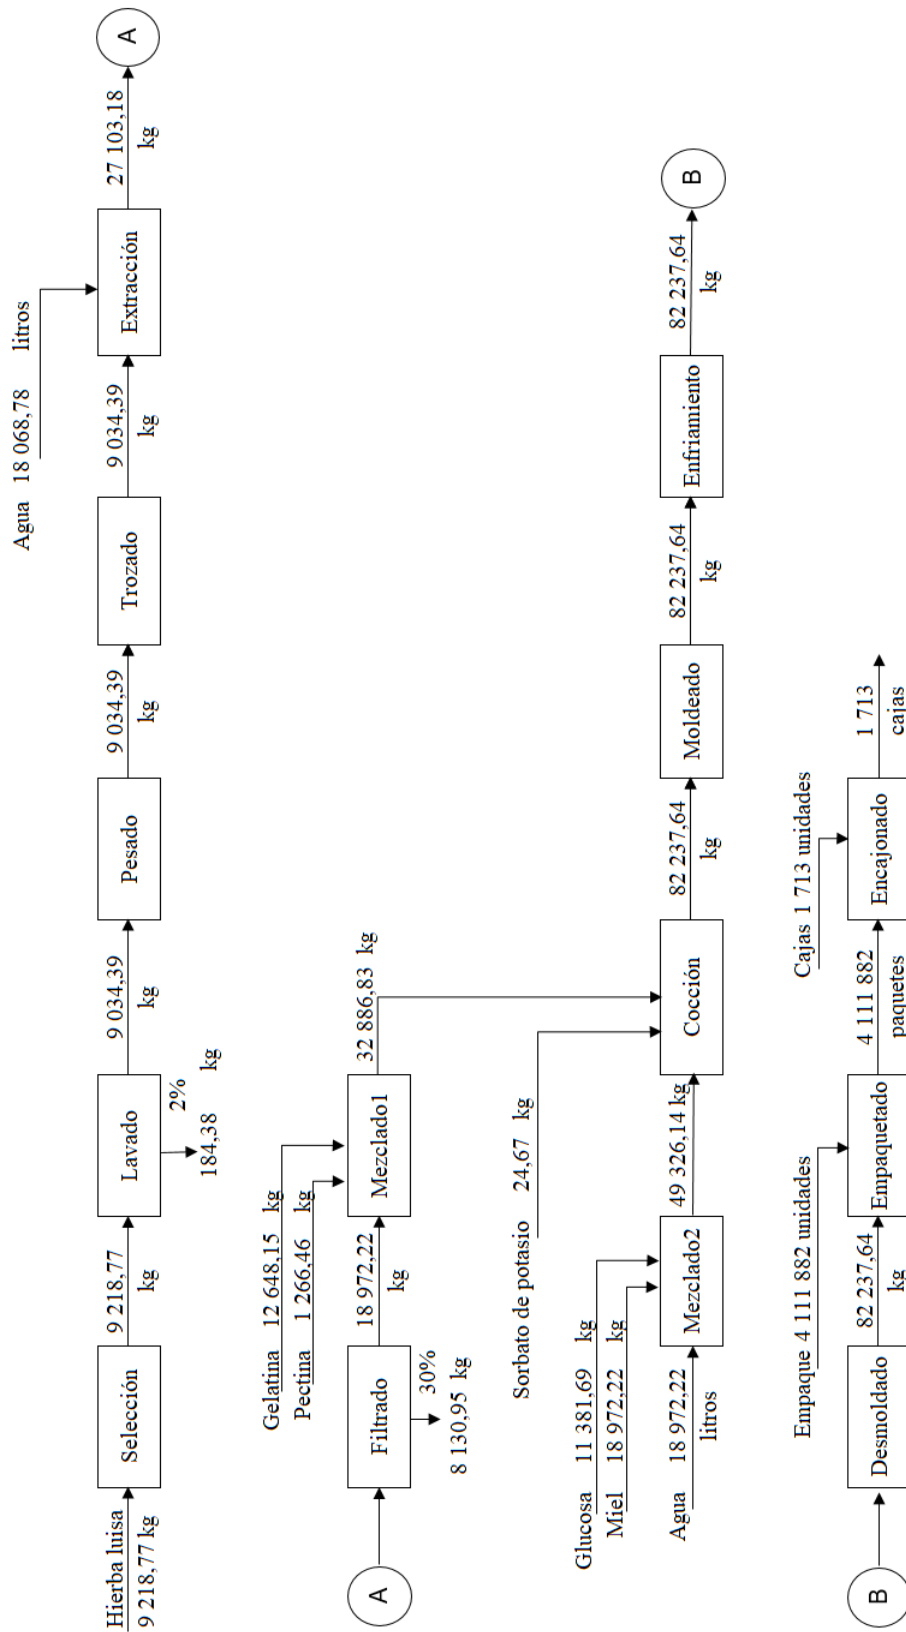 Hierba luisa
9 218,77 kg
Selección
9 218,77
kg
Lavado
2%
184,38 kg
9 034,39
kg
Pesado
9 034,39
kg
Trozado
9 034,39
kg
Agua 18 068,78 litros
Extracción
27 103,18
kg
A
A
Filtrado
30%
8 130,95 kg
18 972,22
kg
Gelatina 12 648,15 kg
Pectina 1 266,46 kg
Mezclado1
32 886,83 kg
Sorbato de potasio 24,67 kg
Glucosa 11 381,69 kg
Miel 18 972,22 kg
Agua 18 972,22
litros
Mezclado2
49 326,14 kg
Cocción
82 237,64
kg
Moldeado
82 237,64
kg
Enfriamiento
82 237,64
kg
B
B
Desmoldado
82 237,64
kg
Empaque 4 111 882 unidades
Empaquetado
4 111 882
paquetes
Cajas 1 713 unidades
Encajonado
1 713
cajas